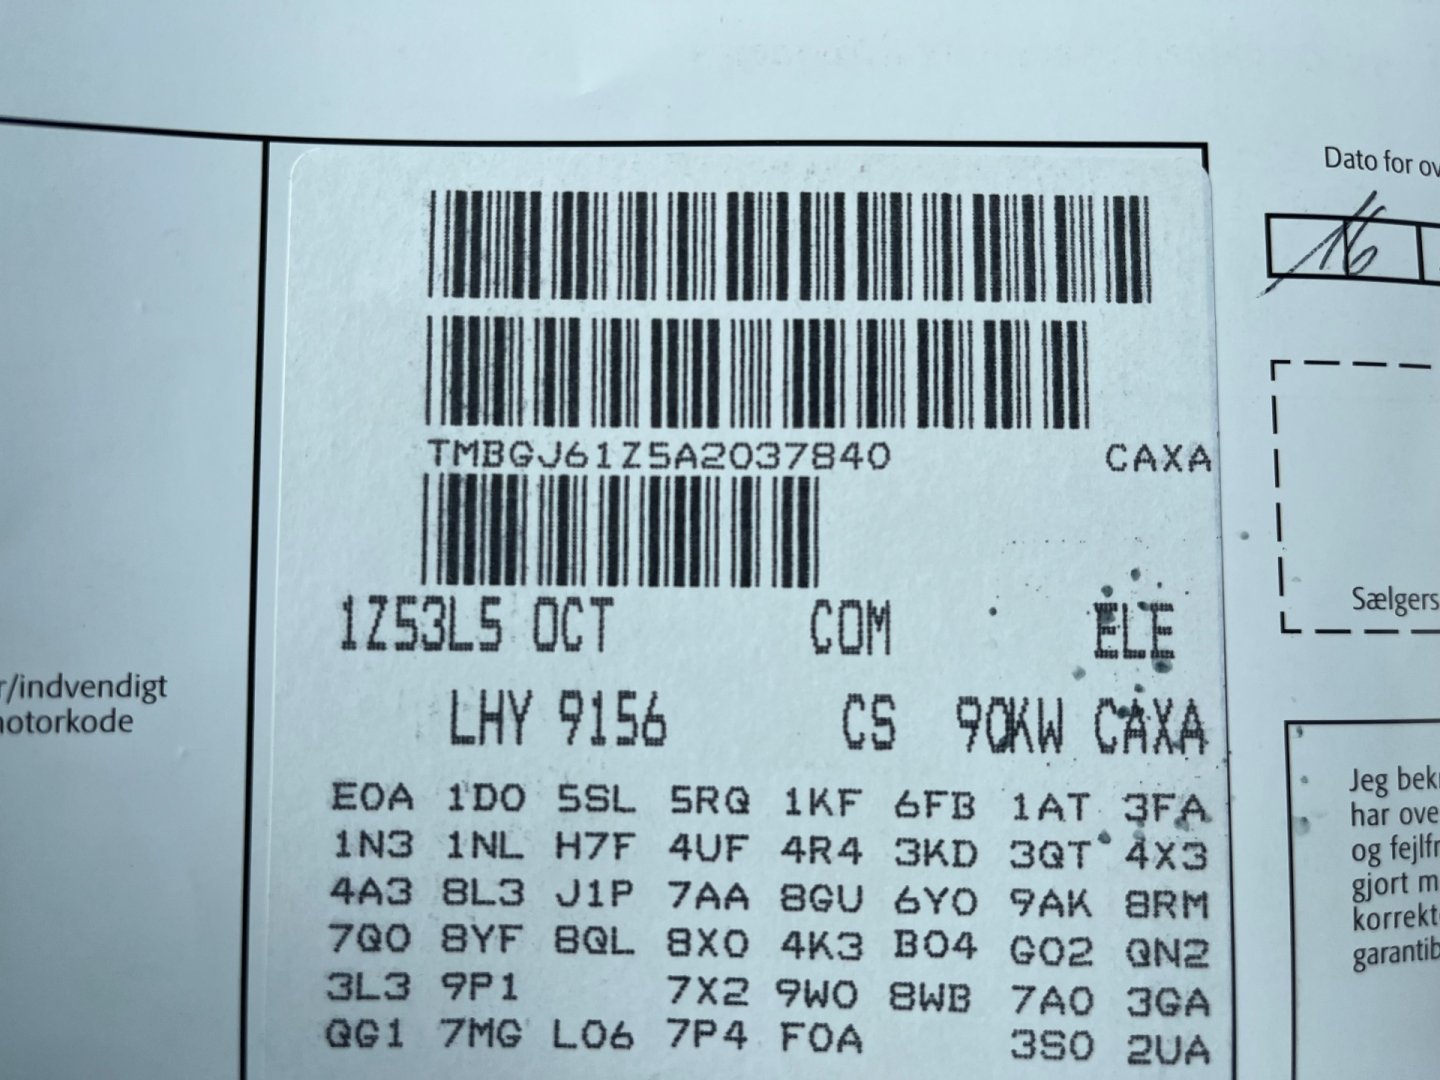 Dato for ov
16
TMBGJ61Z5A2037840 CAXA
1Z53L5 OCT COM ELE
LHY 9156 CS 90KW CAXA
r/indvendigt
otorkode
Sælgers
E0A 1D0 5SL 5RQ 1KF 6FB 1AT 3FA
1N3 1NL H7F 4UF 4R4 3KD 3QT 4X3
4A3 8L3 J1P 7AA 8GU 6Y0 9AK 8RM
7Q0 8YF 8QL 8X0 4K3 B04 G02 QN2
3L3 9P1 7X2 9W0 8WB 7A0 3GA
QG1 7MG L06 7P4 F0A 3S0 2UA
Jeg bek
har ove
og fejlfr
gjort m
korrekt
garantib